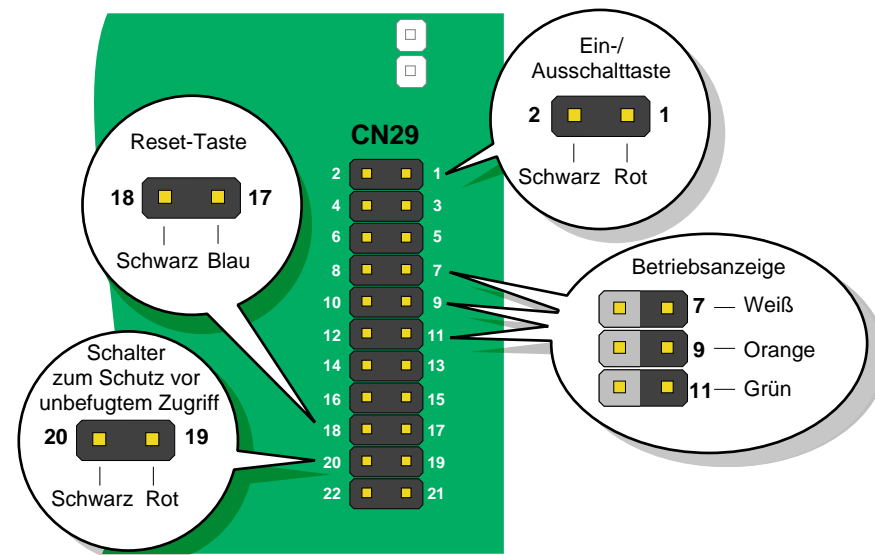 Ein-/
Ausschalttaste
2 1
Schwarz Rot
Reset-Taste
18 17
Schwarz Blau
CN29
2 1
4 3
6 5
8 7
10 9
12 11
14 13
16 15
18 17
20 19
22 21
Betriebsanzeige
7 Weiß
9 Orange
11 Grün
Schalter
zum Schutz vor
unbefugtem Zugriff
20 19
Schwarz Rot